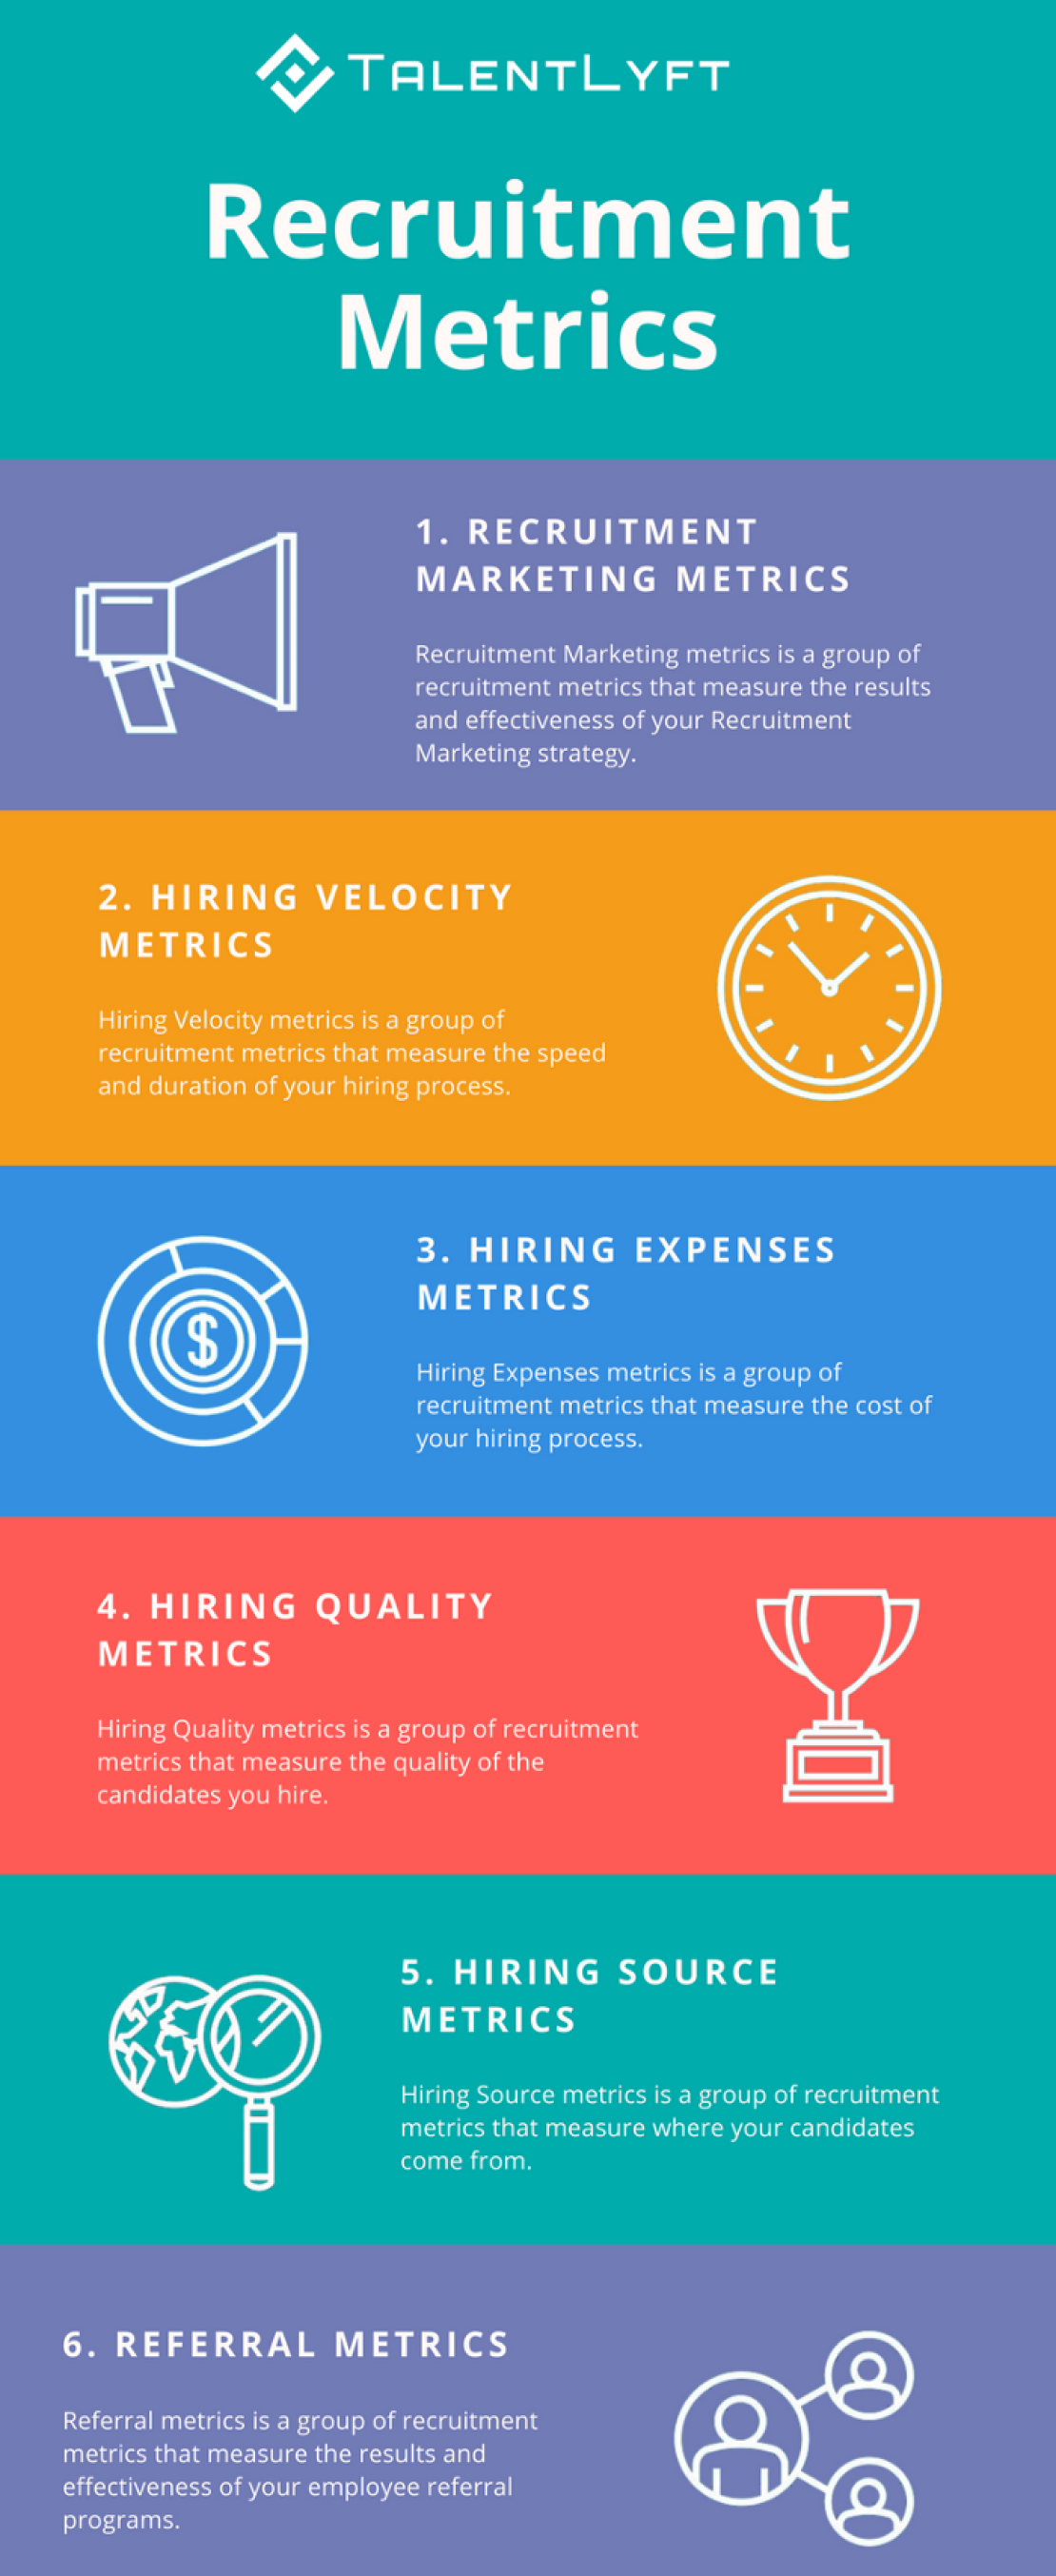 TALENTLYFT
Recruitment
Metrics
1. RECRUITMENT
MARKETING METRICS
Recruitment Marketing metrics is a group of
recruitment metrics that measure the results
and effectiveness of your Recruitment
Marketing strategy.
2. HIRING VELOCITY
METRICS
Hiring Velocity metrics is a group of
recruitment metrics that measure the speed
and duration of your hiring process.
3. HIRING EXPENSES
METRICS
$
Hiring Expenses metrics is a group of
recruitment metrics that measure the cost of
your hiring process.
4. HIRING QUALITY
METRICS
Hiring Quality metrics is a group of recruitment
metrics that measure the quality of the
candidates you hire.
5. HIRING SOURCE
METRICS
Hiring Source metrics is a group of recruitment
metrics that measure where your candidates
come from.
6. REFERRAL METRICS
Referral metrics is a group of recruitment
metrics that measure the results and
effectiveness of your employee referral
programs.